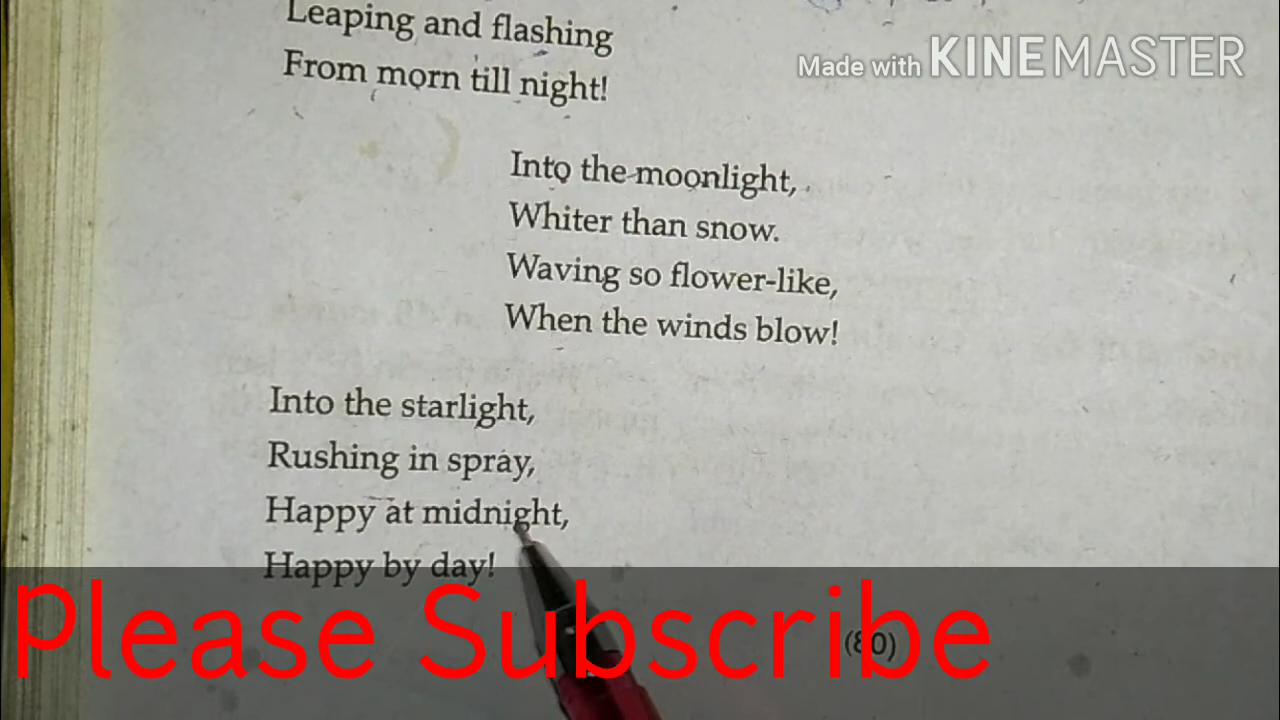 Leaping and flashing
From morn till night!
Made with KINEMASTER
Into the moonlight,
Whiter than snow.
Waving so flower-like,
When the winds blow!
Into the starlight,
Rushing in spray,
Happy at midnight,
Happy by day!
Please Subscribe
(80)